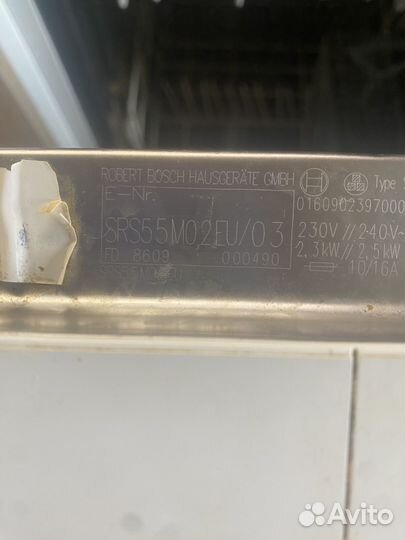 ROBERT BOSCH HAUSGERÄTE GMBH
Type S
E-Nr.
0160902397000
SRS55M02EU/03
230V // 240V~
2,3kW // 2,5kW
FD 8609 000490
10/16A
Avito